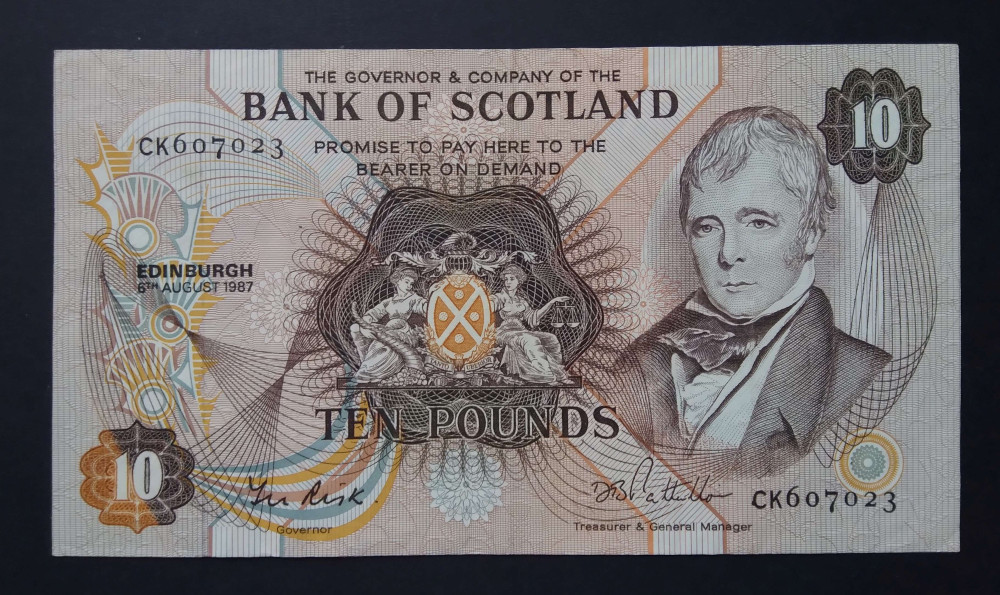 THE GOVERNOR & COMPANY OF THE
BANK OF SCOTLAND
CK607023
PROMISE TO PAY HERE TO THE
BEARER ON DEMAND
10
EDINBURGH
6TH AUGUST 1987
TEN POUNDS
10
Governor
Treasurer & General Manager
CK607023